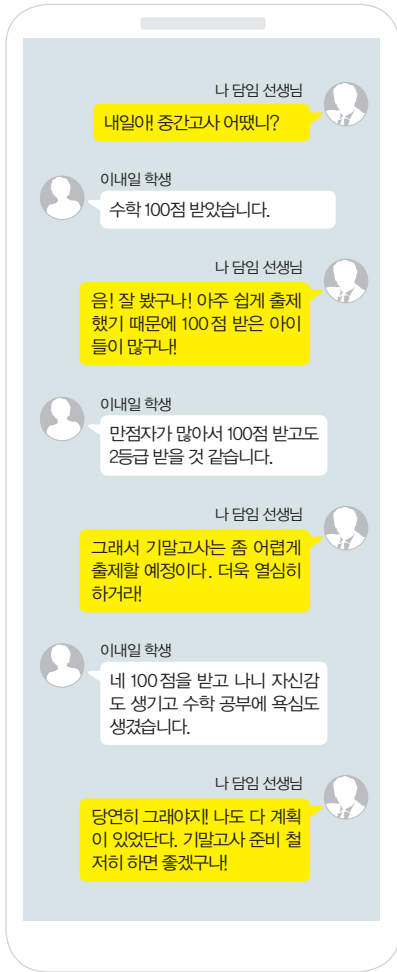 나 담임 선생님
내일아! 중간고사 어땠니?
이내일 학생
수학 100점 받았습니다.
나 담임 선생님
음! 잘 봤구나! 아주 쉽게 출제
했기 때문에 100점 받은 아이
들이 많구나!
이내일 학생
만점자가 많아서 100점 받고도
2등급 받을 것 같습니다.
나 담임 선생님
그래서 기말고사는 좀 어렵게
출제할 예정이다. 더욱 열심히
하거라!
이내일 학생
네 100점을 받고 나니 자신감
도 생기고 수학 공부에 욕심도
생겼습니다.
나 담임 선생님
당연히 그래야지! 나도 다 계획
이 있었단다. 기말고사 준비 철
저히 하면 좋겠구나!